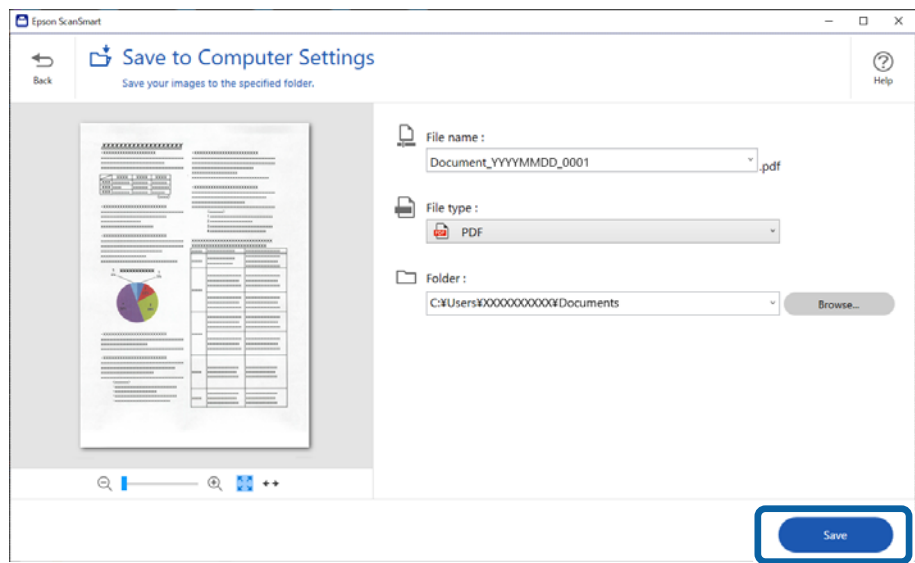 Epson ScanSmart
Back
Save to Computer Settings
Save your images to the specified folder.
Help
File name :
Document_YYYYMMDD_0001
.pdf
File type :
PDF
Folder :
C:¥Users¥XXXXXXXXXX¥Documents
Browse...
Save